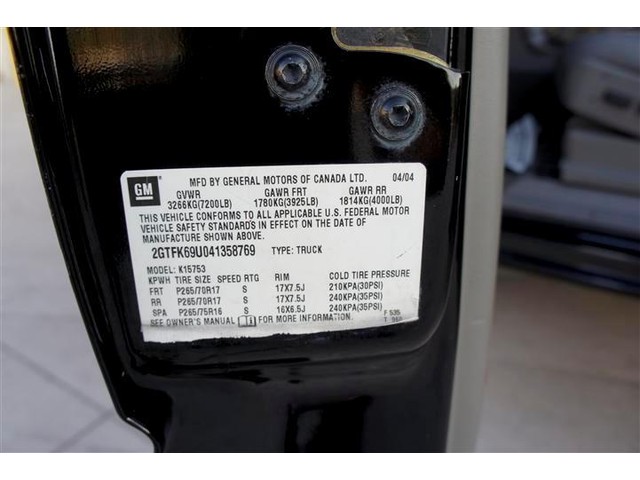 GM MFD BY GENERAL MOTORS OF CANADA LTD. 04/04
GVWR GAWR FRT GAWR RR
3266KG(7200LB) 1780KG(3925LB) 1814KG(4000LB)
THIS VEHICLE CONFORMS TO ALL APPLICABLE U.S. FEDERAL MOTOR
VEHICLE SAFETY STANDARDS IN EFFECT ON THE DATE OF
MANUFACTURE SHOWN ABOVE.
2GTFK69U041358769 TYPE: TRUCK
MODEL: K15753
KPWH TIRE SIZE SPEED RTG RIM COLD TIRE PRESSURE
FRT P265/70R17 S 17X7.5J 210KPA(30PSI)
RR P265/70R17 S 17X7.5J 240KPA(35PSI)
SPA P265/75R16 S 16X6.5J 240KPA(35PSI)
SEE OWNER'S MANUAL FOR MORE INFORMATION. F 535
T